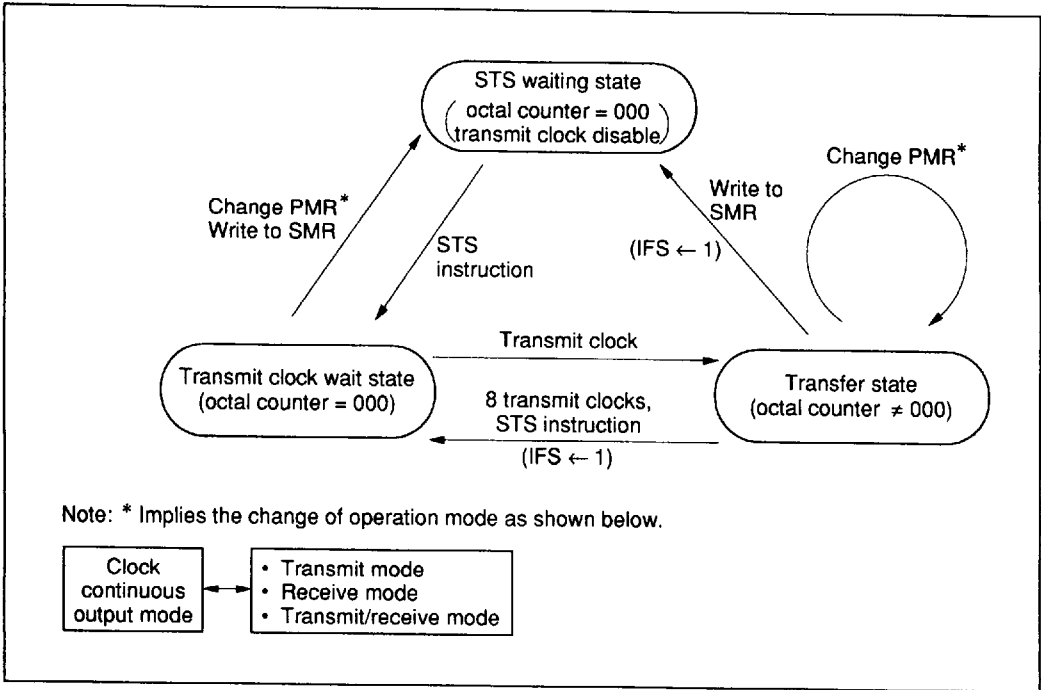 STS waiting state
(octal counter = 000
transmit clock disable)
Change PMR*
Write to SMR
STS
instruction
Write to
SMR
(IFS ← 1)
Change PMR*
Transmit clock wait state
(octal counter = 000)
Transmit clock
8 transmit clocks,
STS instruction
(IFS ← 1)
Transfer state
(octal counter ≠ 000)
Note: * Implies the change of operation mode as shown below.
Clock
continuous
output mode
• Transmit mode
• Receive mode
• Transmit/receive mode